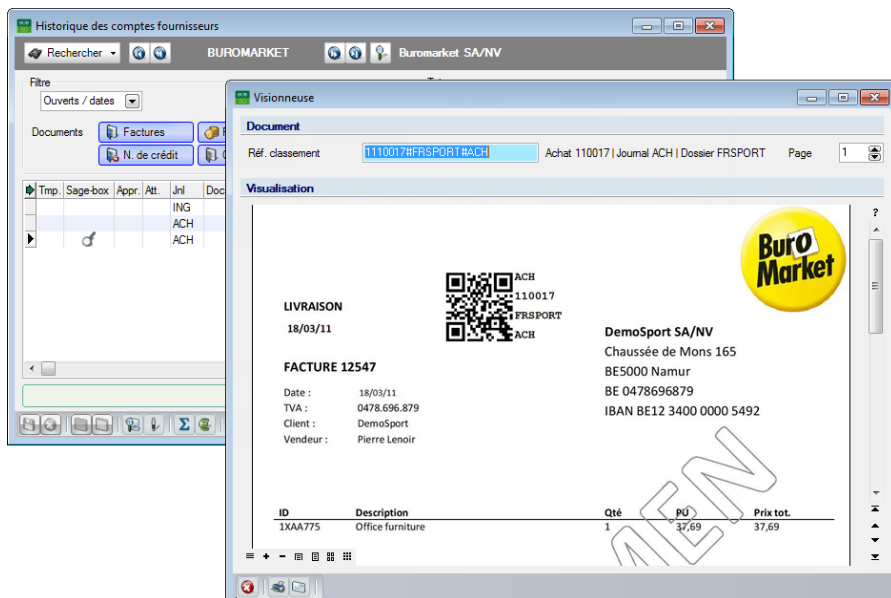 Historique des comptes fournisseurs
Rechercher
BUROMARKET
Buromarket SA/NV
Filtre
Ouverts / dates
Documents
Factures
N. de crédit
Tmp. Sage-box Appr. Att. Jnl
ING
ACH
ACH
Visionneuse
Document
Réf. classement
1110017#FRSPORT#ACH
Achat 110017 | Journal ACH | Dossier FRSPORT
Page
1
Visualisation
?
Buro
Market
ACH
110017
FRSPORT
ACH
LIVRAISON
18/03/11
DemoSport SA/NV
Chaussée de Mons 165
BE5000 Namur
BE 0478696879
IBAN BE12 3400 0000 5492
FACTURE 12547
Date : 18/03/11
TVA : 0478.696.879
Client : DemoSport
Vendeur : Pierre Lenoir
ID Description Qté PU Prix tot.
1XAA775 Office furniture 1 37,69 37,69
MEN